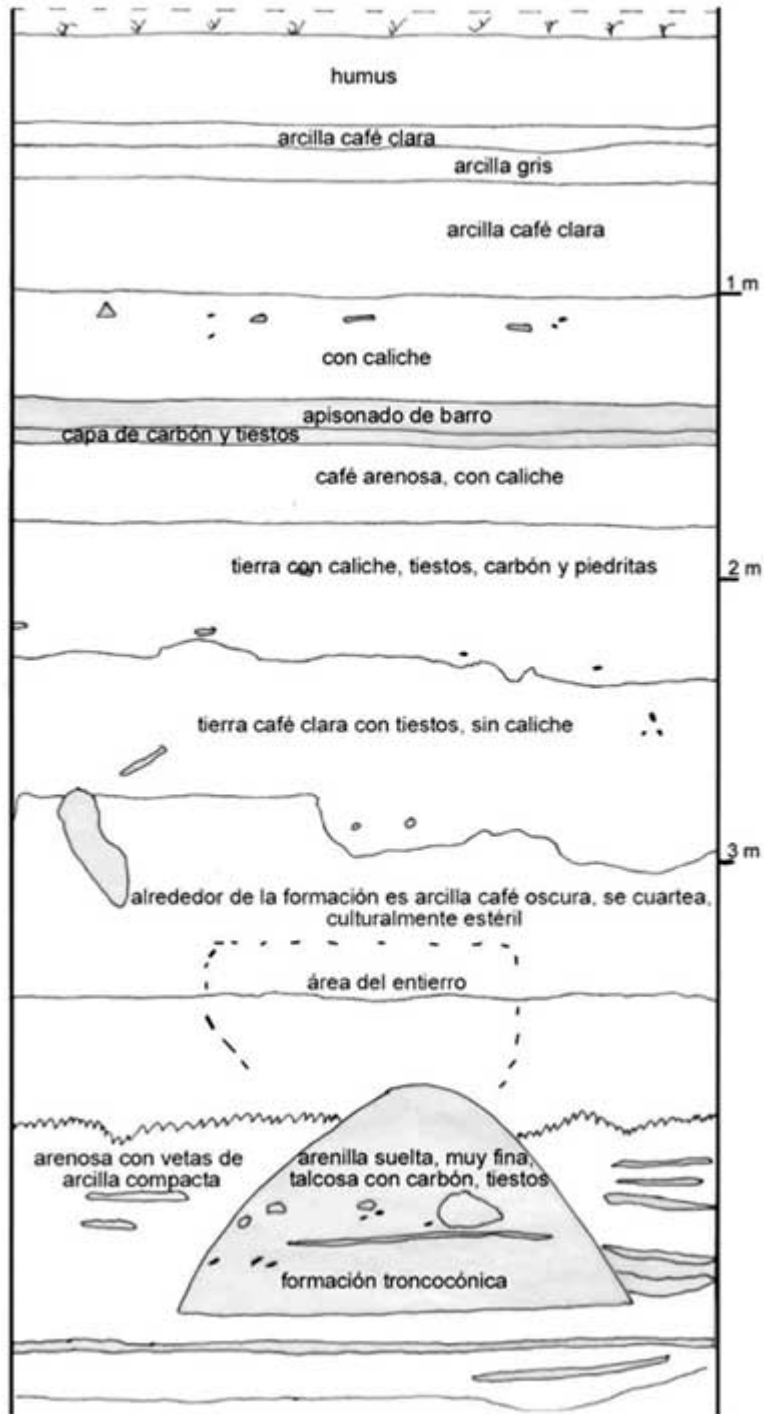 humus
arcilla café clara
arcilla gris
arcilla café clara
1 m
con caliche
apisonado de barro
capa de carbón y tiestos
café arenosa, con caliche
tierra con caliche, tiestos, carbón y piedritas
2 m
tierra café clara con tiestos, sin caliche
3 m
alrededor de la formación es arcilla café oscura, se cuartea,
culturalmente estéril
área del entierro
arenosa con vetas de
arcilla compacta
arenilla suelta, muy fina,
talcosa con carbón, tiestos
formación troncocónica